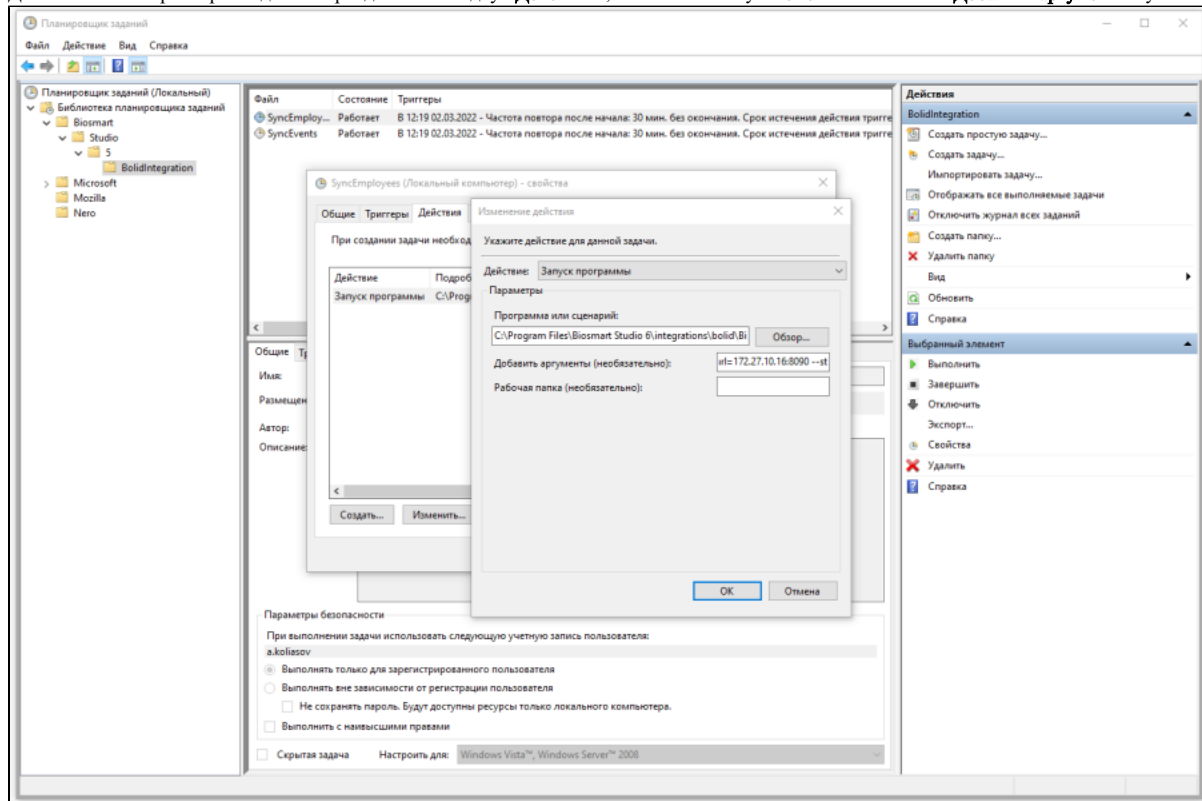 Планировщик заданий
Файл Действие Вид Справка
Планировщик заданий (Локальный)
Библиотека планировщика заданий
Biosmart
Studio
5
BolidIntegration
Microsoft
Mozilla
Nero
Файл Состояние Триггеры
SyncEmploy... Работает В 12:19 02.03.2022 - Частота повтора после начала: 30 мин. без окончания. Срок истечения действия тригге
SyncEvents Работает В 12:19 02.03.2022 - Частота повтора после начала: 30 мин. без окончания. Срок истечения действия тригге
SyncEmployees (Локальный компьютер) - свойства
Общие Триггеры Действия
При создании задачи необход
Действие Подроб
Запуск программы C:\Prog
Создать... Изменить...
Изменение действия
Укажите действие для данной задачи.
Действие: Запуск программы
Параметры
Программа или сценарий:
C:\Program Files\Biosmart Studio 6\integrations\bolid\Bi Обзор...
Добавить аргументы (необязательно): url=172.27.10.16:8090 --st
Рабочая папка (необязательно):
OK Отмена
Общие Тр
Имя:
Размещен
Автор:
Описание:
Параметры безопасности
При выполнении задачи использовать следующую учетную запись пользователя:
a.koliasov
Выполнять только для зарегистрированного пользователя
Выполнять вне зависимости от регистрации пользователя
Не сохранять пароль. Будут доступны ресурсы только локального компьютера.
Выполнить с наивысшими правами
Скрытая задача Настроить для: Windows Vista™, Windows Server™ 2008
Действия
BolidIntegration
Создать простую задачу...
Создать задачу...
Импортировать задачу...
Отображать все выполняемые задачи
Отключить журнал всех заданий
Создать папку...
Удалить папку
Вид
Обновить
Справка
Выбранный элемент
Выполнить
Завершить
Отключить
Экспорт...
Свойства
Удалить
Справка